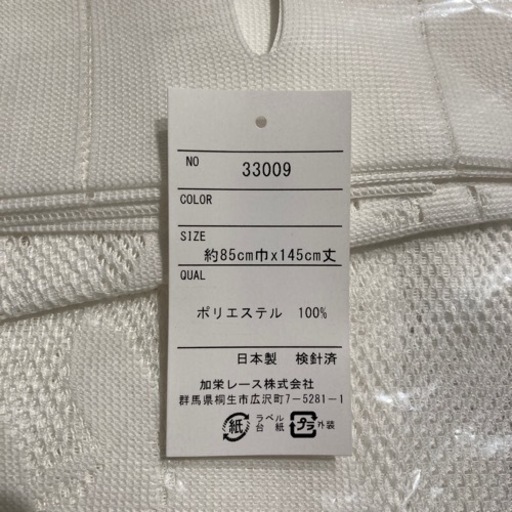 NO 33009
COLOR
SIZE
約85cm巾x145cm丈
QUAL
ポリエステル 100%
日本製 検針済
加栄レース株式会社
群馬県桐生市広沢町7-5281-1
紙 ラベル 台紙 プラ 外装